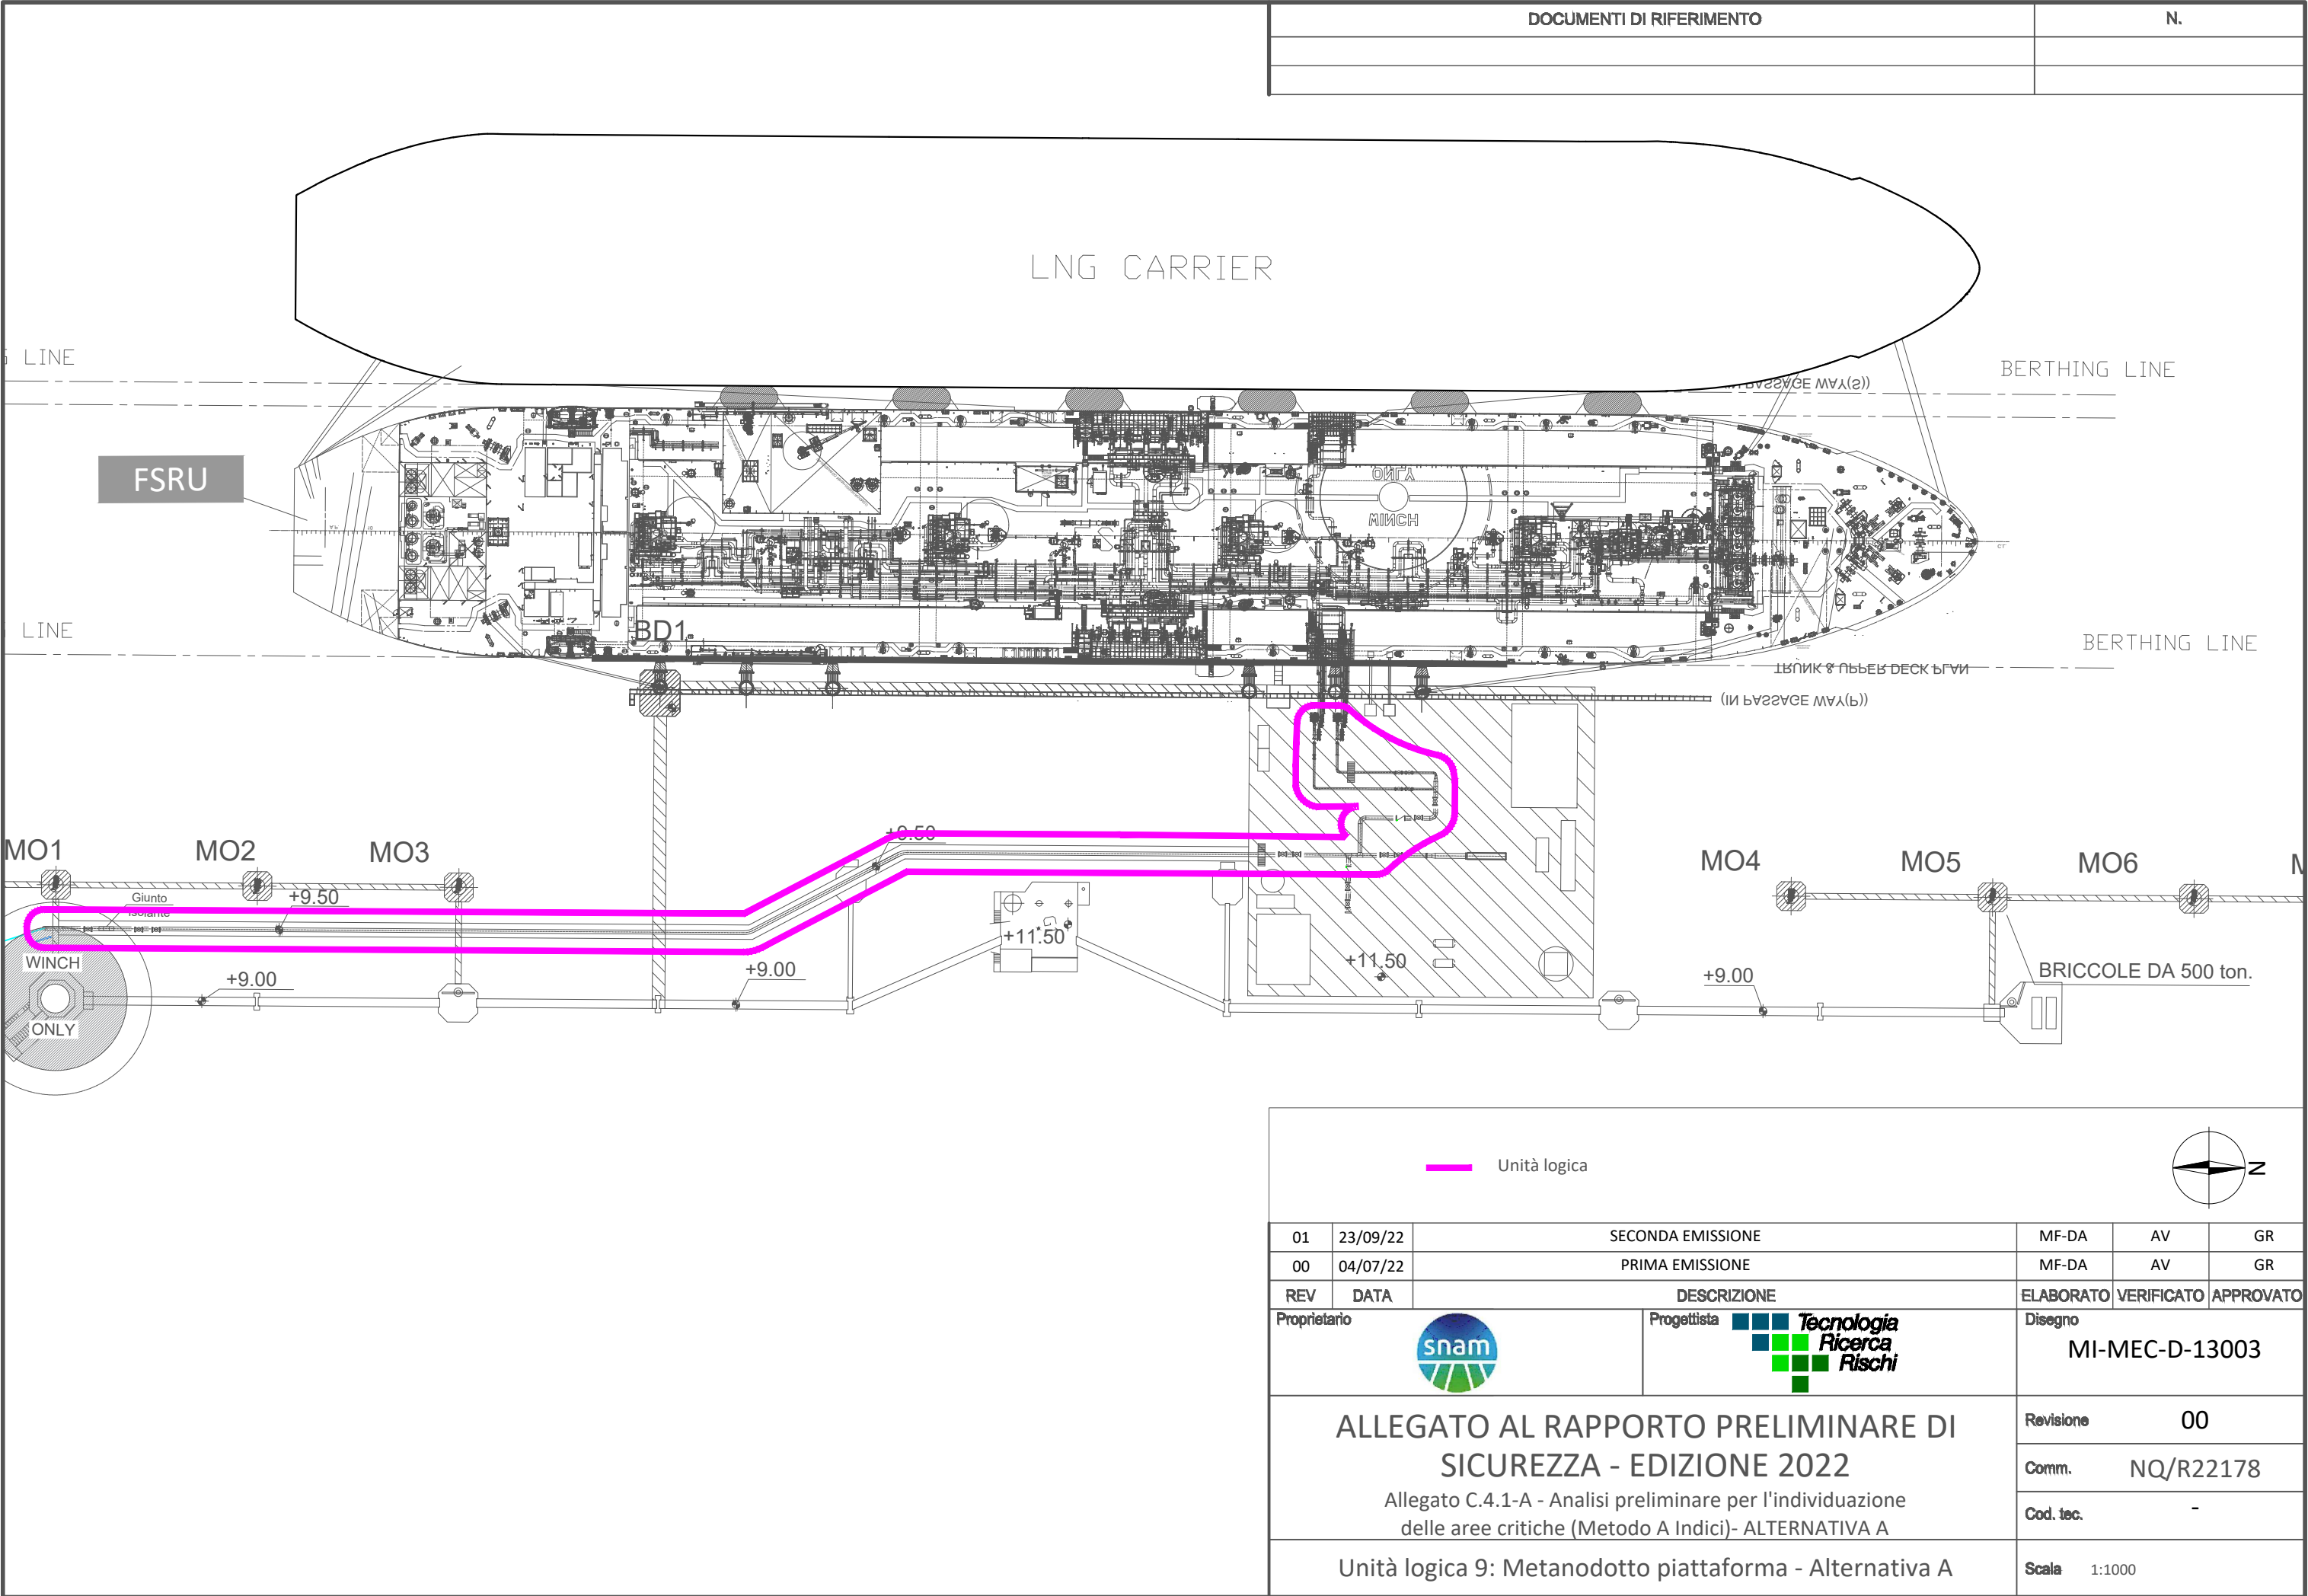 DOCUMENTI DI RIFERIMENTO
N.
LNG CARRIER
LINE
BERTHING LINE
(IN PASSAGE WAY(S))
FSRU
ONLY
WINCH
BD1
LINE
BERTHING LINE
TRUNK & UPPER DECK PLAN
(IN PASSAGE WAY(P))
+9.50
MO1
MO2
MO3
MO4
MO5
MO6
Giunto
isolante
+9.50
+11.50
+11.50
WINCH
ONLY
+9.00
+9.00
+9.00
BRICCOLE DA 500 ton.
Unità logica
N
01 23/09/22 SECONDA EMISSIONE MF-DA AV GR
00 04/07/22 PRIMA EMISSIONE MF-DA AV GR
REV DATA DESCRIZIONE ELABORATO VERIFICATO APPROVATO
Proprietario
snam
Progettista
Tecnologia
Ricerca
Rischi
Disegno
MI-MEC-D-13003
ALLEGATO AL RAPPORTO PRELIMINARE DI
SICUREZZA - EDIZIONE 2022
Allegato C.4.1-A - Analisi preliminare per l'individuazione
delle aree critiche (Metodo A Indici)- ALTERNATIVA A
Revisione 00
Comm. NQ/R22178
Cod. tec. -
Unità logica 9: Metanodotto piattaforma - Alternativa A
Scala 1:1000